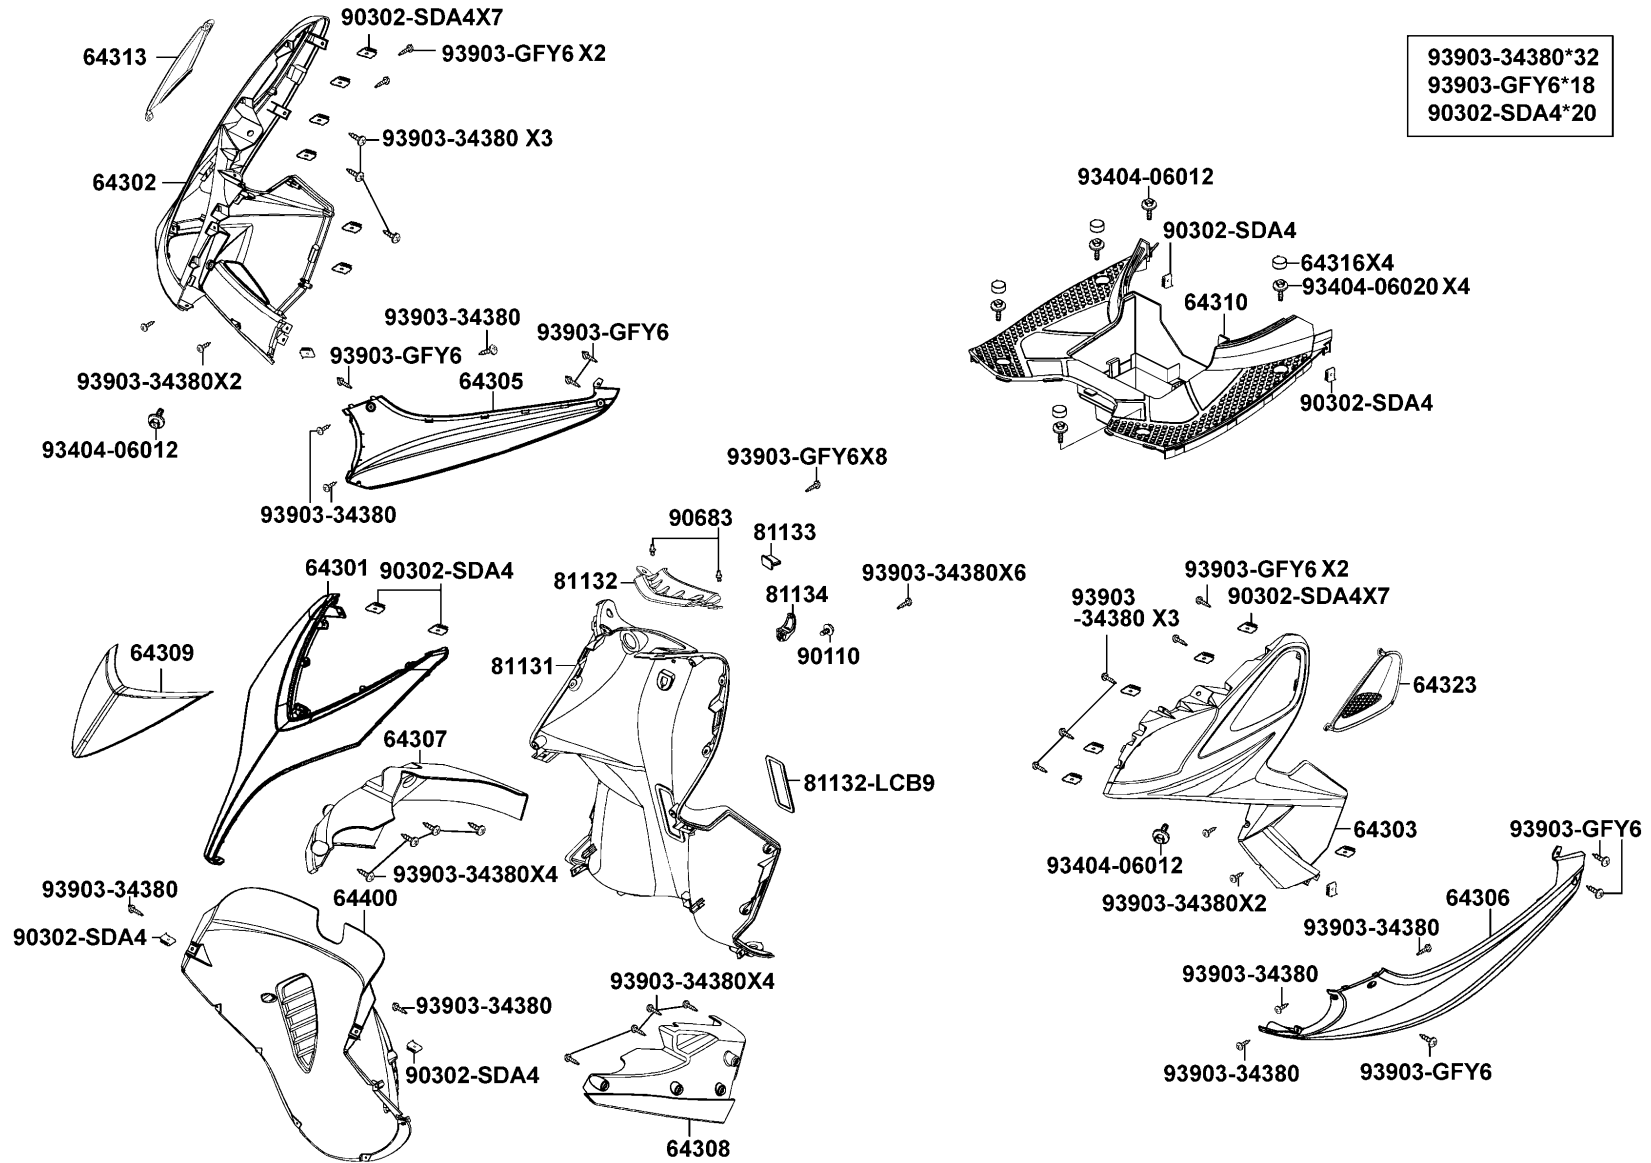 90302-SDA4X7
64313
93903-GFY6 X2
93903-34380*32
93903-GFY6*18
90302-SDA4*20
93903-34380 X3
64302
93404-06012
90302-SDA4
64316X4
93404-06020 X4
64310
93903-34380
93903-GFY6
93903-GFY6
93903-34380X2
64305
90302-SDA4
93404-06012
93903-GFY6X8
93903-34380
90683
81133
64301
90302-SDA4
81132
93903-34380X6
81134
93903-GFY6 X2
93903
-34380 X3
90302-SDA4X7
64309
81131
90110
64323
64307
81132-LCB9
64303
93903-GFY6
93404-06012
93903-34380X4
93903-34380
64400
93903-34380X2
64306
90302-SDA4
93903-34380
93903-34380X4
93903-34380
93903-34380
90302-SDA4
93903-34380
93903-GFY6
64308